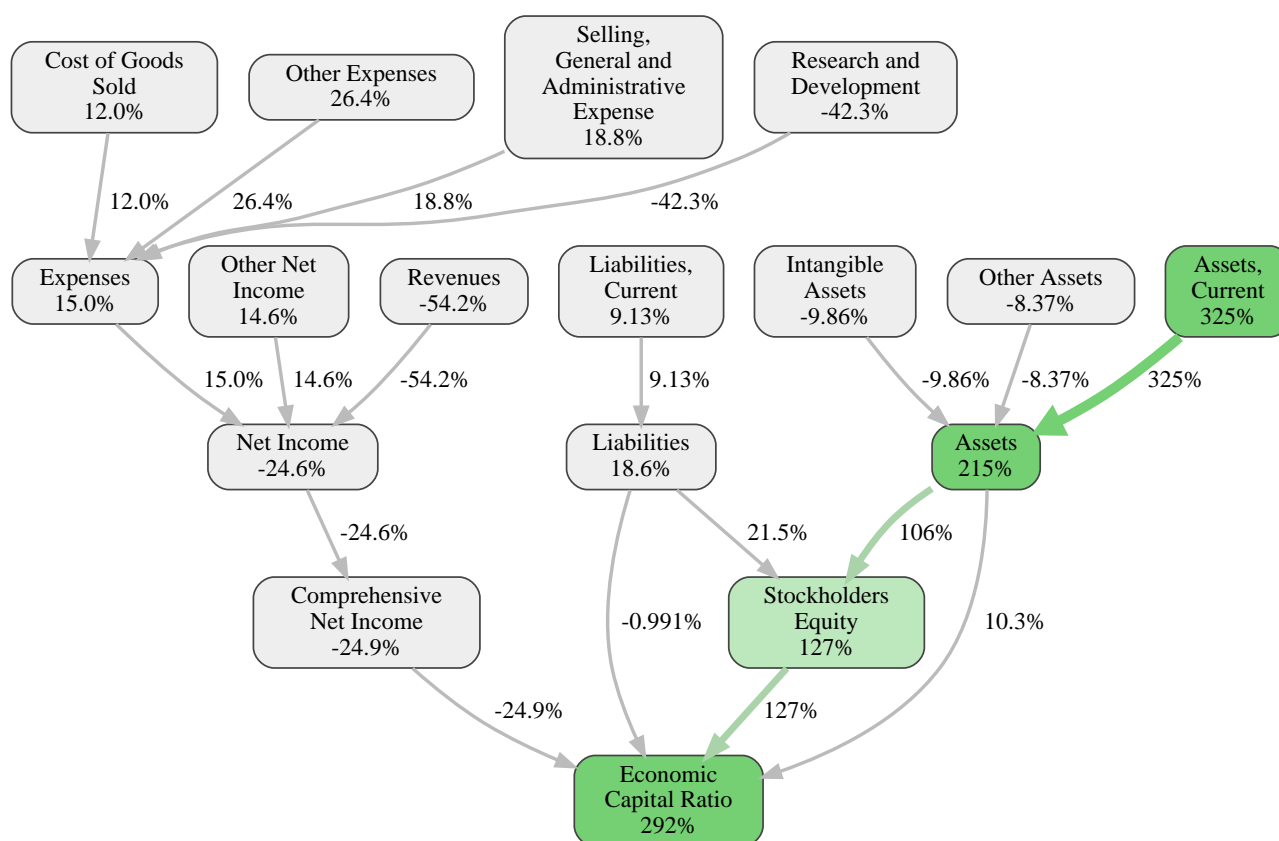 Cost of Goods
Sold
12.0%
Other Expenses
26.4%
Selling,
General and
Administrative
Expense
18.8%
Research and
Development
-42.3%
12.0%
26.4%
18.8%
-42.3%
Expenses
15.0%
Other Net
Income
14.6%
Revenues
-54.2%
Liabilities,
Current
9.13%
Intangible
Assets
-9.86%
Other Assets
-8.37%
Assets,
Current
325%
15.0%
14.6%
-54.2%
9.13%
-9.86%
-8.37%
325%
Net Income
-24.6%
Liabilities
18.6%
Assets
215%
-24.6%
21.5%
106%
Comprehensive
Net Income
-24.9%
-0.991%
Stockholders
Equity
127%
10.3%
-24.9%
127%
Economic
Capital Ratio
292%